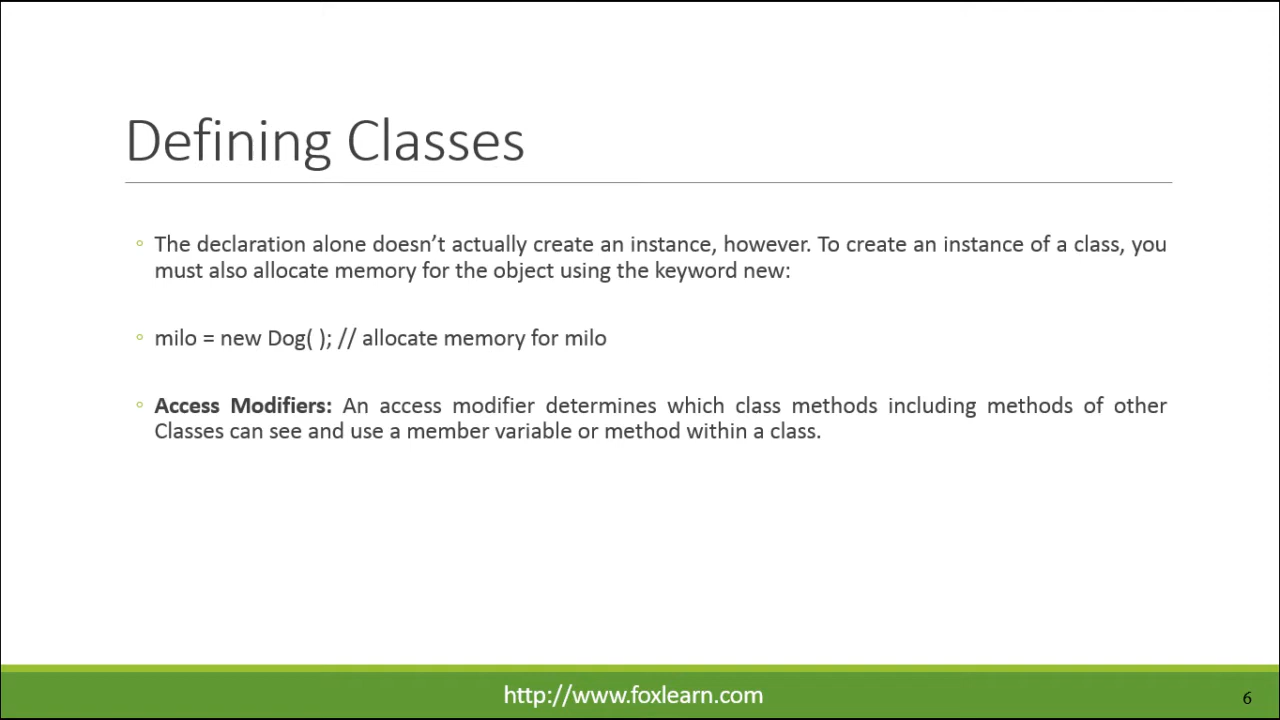 Defining Classes
◦ The declaration alone doesn’t actually create an instance, however. To create an instance of a class, you
must also allocate memory for the object using the keyword new:
◦ milo = new Dog( ); // allocate memory for milo
◦ Access Modifiers: An access modifier determines which class methods including methods of other
Classes can see and use a member variable or method within a class.
http://www.foxlearn.com
6